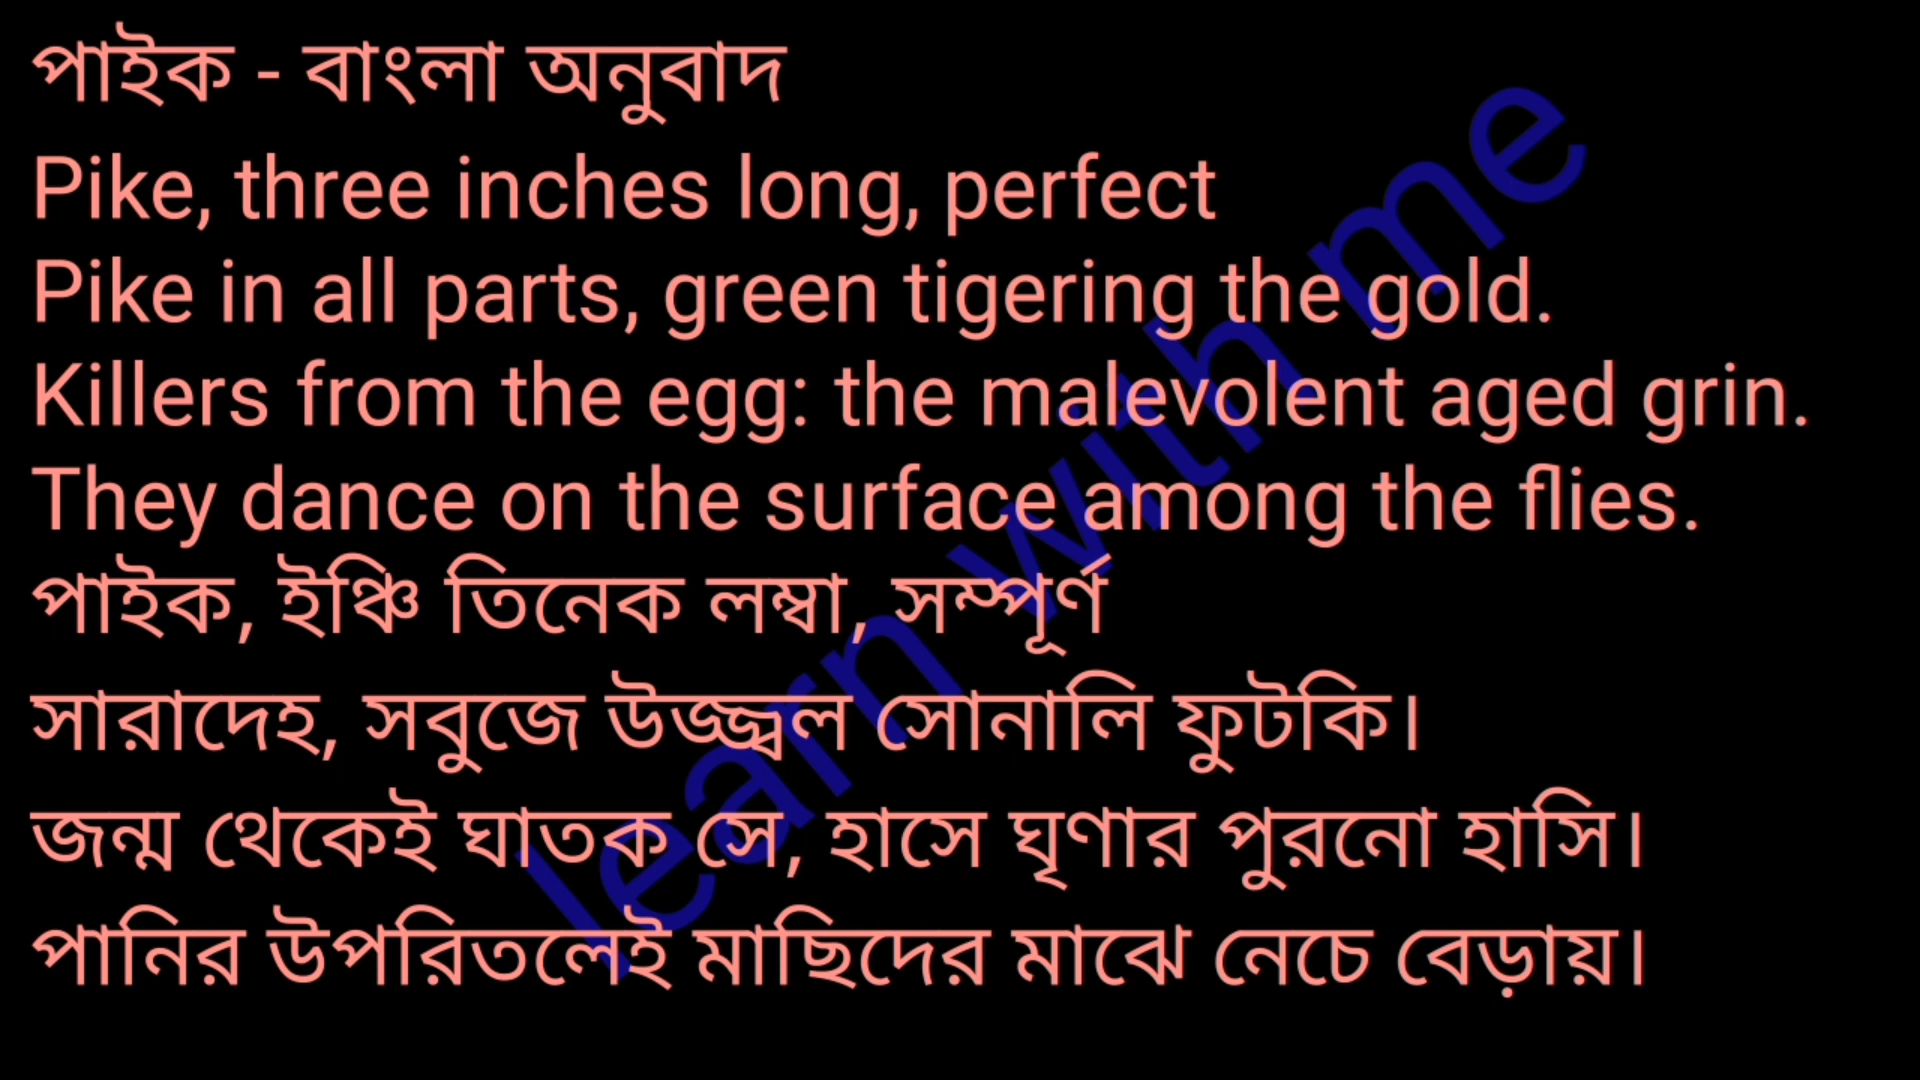 পাইক - বাংলা অনুবাদ
Pike, three inches long, perfect
Pike in all parts, green tigering the gold.
Killers from the egg: the malevolent aged grin.
They dance on the surface among the flies.
পাইক, ইঞ্চি তিনেক লম্বা, সম্পূর্ণ
সারাদেহ, সবুজে উজ্জ্বল সোনালি ফুটকি।
জন্ম থেকেই ঘাতক সে, হাসে ঘৃণার পুরনো হাসি।
পানির উপরিতলেই মাছিদের মাঝে নেচে বেড়ায়।
learn with me